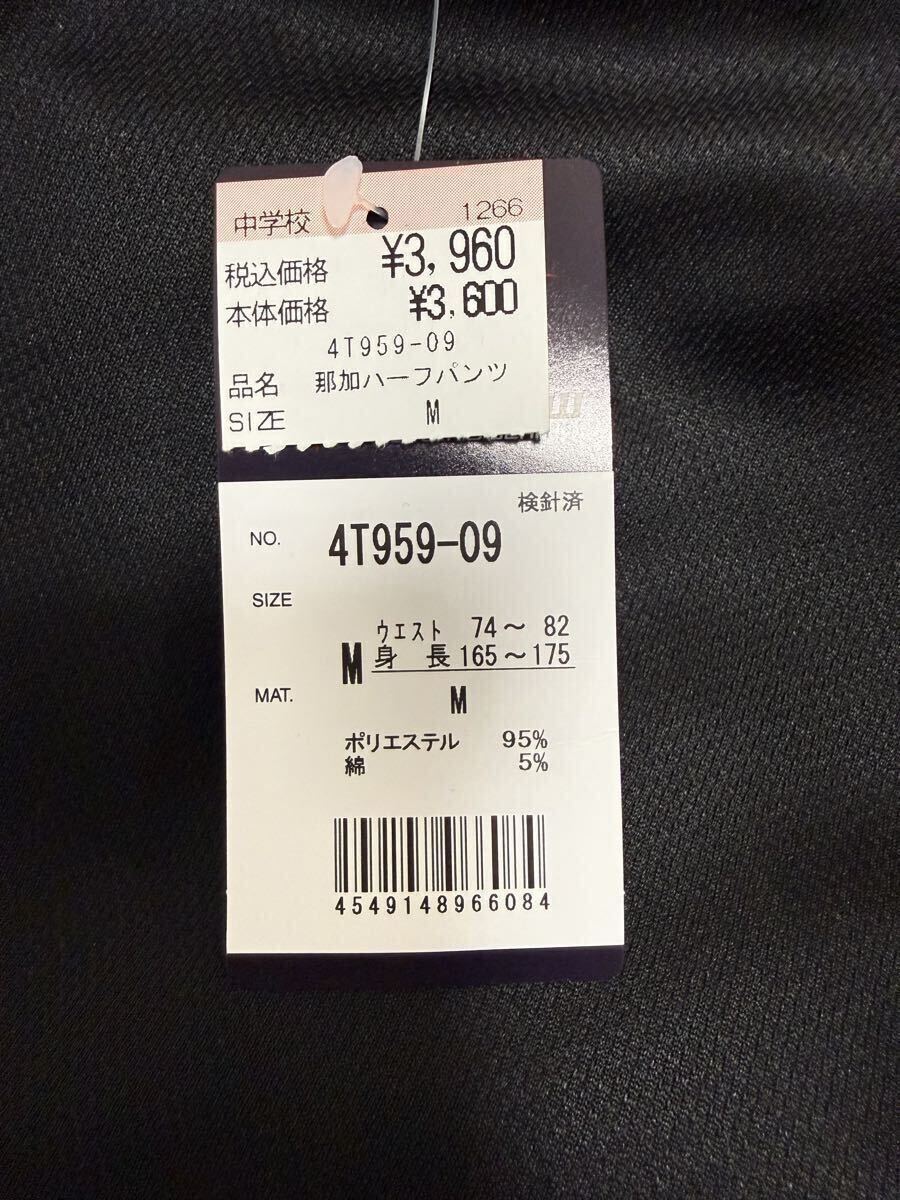 中学校 1266
税込価格 ¥3,960
本体価格 ¥3,600
4T959-09
品名 那加ハーフパンツ
SIZE M
検針済
NO. 4T959-09
SIZE
M ウエスト 74～ 82
身 長 165～175
MAT. M
ポリエステル 95%
綿 5%
4549148966084